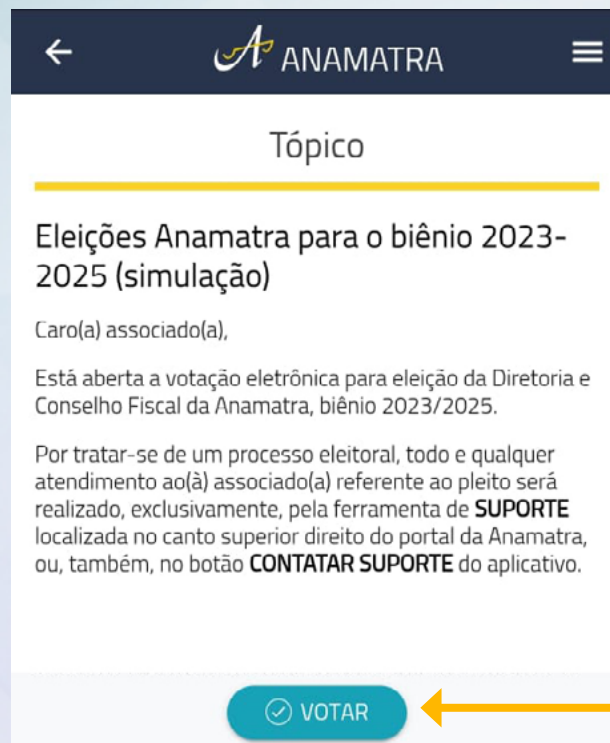 ANAMATRA
Tópico
Eleições Anamatra para o biênio 2023-
2025 (simulação)
Caro(a) associado(a),
Está aberta a votação eletrônica para eleição da Diretoria e
Conselho Fiscal da Anamatra, biênio 2023/2025.
Por tratar-se de um processo eleitoral, todo e qualquer
atendimento ao(à) associado(a) referente ao pleito será
realizado, exclusivamente, pela ferramenta de SUPORTE
localizada no canto superior direito do portal da Anamatra,
ou, também, no botão CONTATAR SUPORTE do aplicativo.
VOTAR